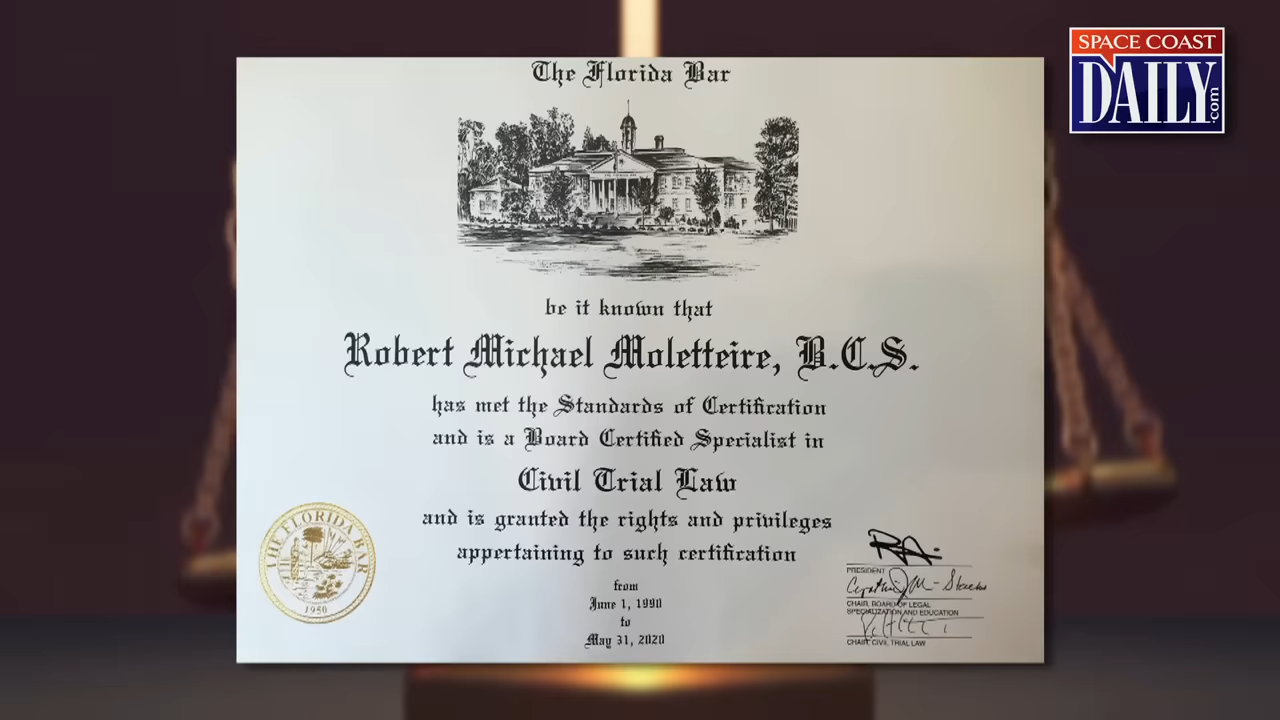 SPACE COAST
DAILY.com
The Florida Bar
be it known that
Robert Michael Moletteire, B.C.S.
has met the Standards of Certification
and is a Board Certified Specialist in
Civil Trial Law
and is granted the rights and privileges
appertaining to such certification
from
June 1, 1990
to
May 31, 2020
THE FLORIDA BAR
1950
PRESIDENT
CHAIR, BOARD OF LEGAL
SPECIALIZATION AND EDUCATION
CHAIR, CIVIL TRIAL LAW